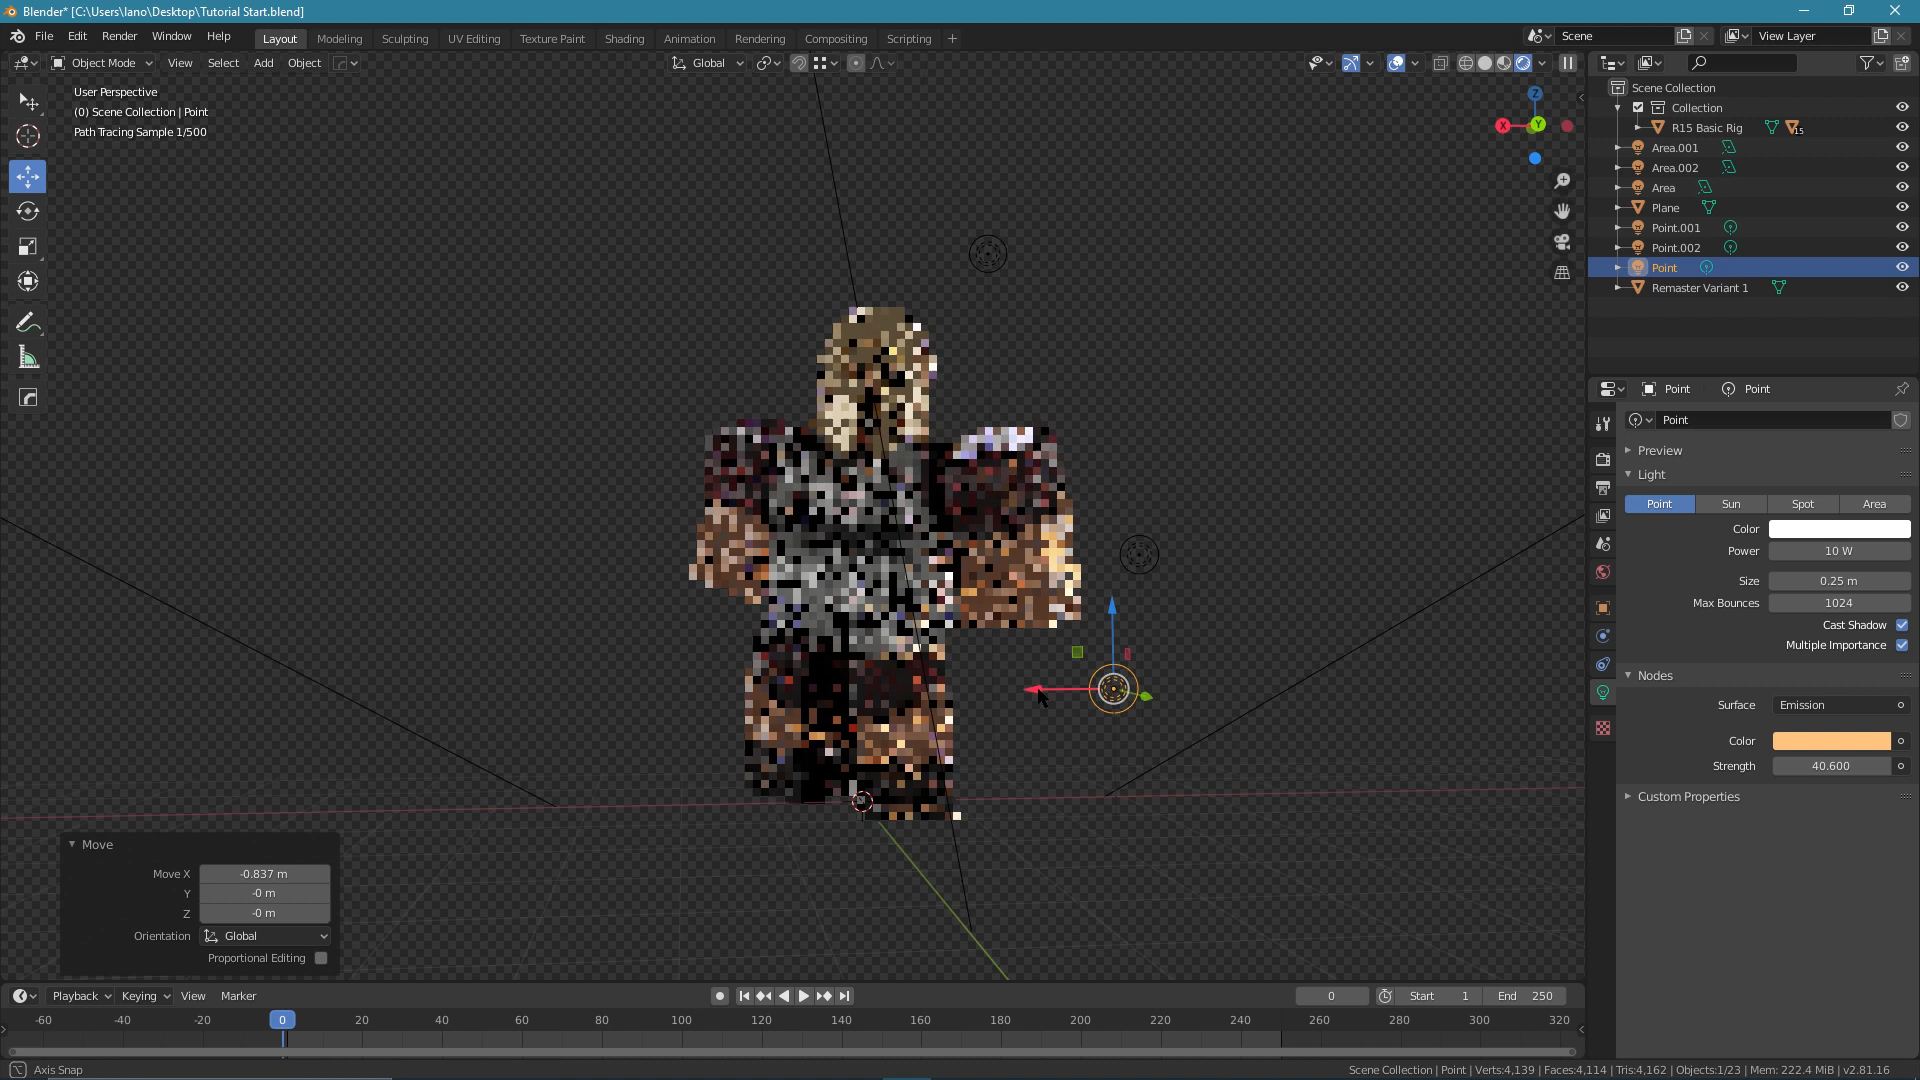 Blender* [C:\Users\Iano\Desktop\Tutorial Start.blend]
File Edit Render Window Help
Layout Modeling Sculpting UV Editing Texture Paint Shading Animation Rendering Compositing Scripting +
Scene
View Layer
Object Mode View Select Add Object
Global
User Perspective
(0) Scene Collection | Point
Path Tracing Sample 1/500
Z
X
Y
Scene Collection
Collection
R15 Basic Rig 15
Area.001
Area.002
Area
Plane
Point.001
Point.002
Point
Remaster Variant 1
Point Point
Point
Preview
Light
Point Sun Spot Area
Color
Power 10 W
Size 0.25 m
Max Bounces 1024
Cast Shadow
Multiple Importance
Nodes
Surface Emission
Color
Strength 40.600
Custom Properties
Move
Move X -0.837 m
Y -0 m
Z -0 m
Orientation Global
Proportional Editing
Playback Keying View Marker
0 Start 1 End 250
-60 -40 -20 0 20 40 60 80 100 120 140 160 180 200 220 240 260 280 300 320
Axis Snap
Scene Collection | Point | Verts:4,139 | Faces:4,114 | Tris:4,162 | Objects:1/23 | Mem: 222.4 MiB | v2.81.16